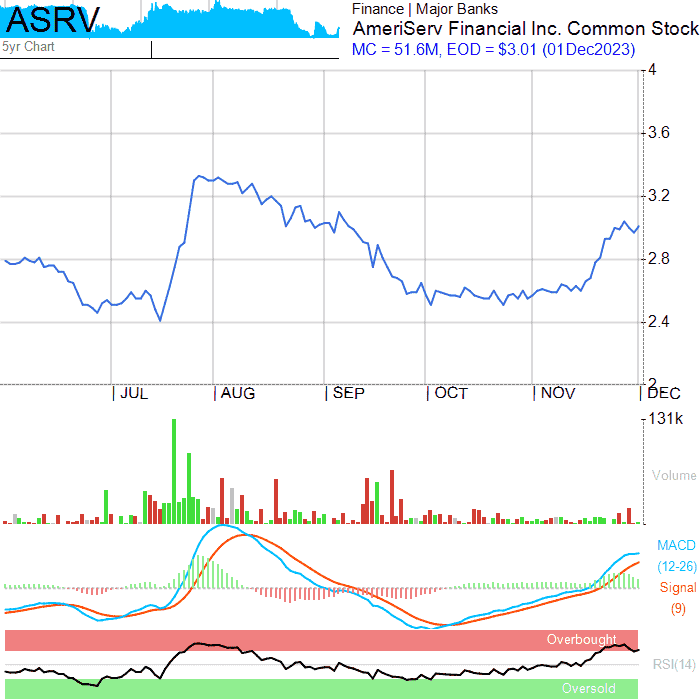 ASRV
Finance | Major Banks
AmeriServ Financial Inc. Common Stock
5yr Chart
MC = 51.6M, EOD = $3.01 (01Dec2023)
4
3.6
3.2
2.8
2.4
2
| JUL | AUG | SEP | OCT | NOV | DEC
131k
Volume
MACD
(12-26)
Signal
(9)
Overbought
RSI(14)
Oversold